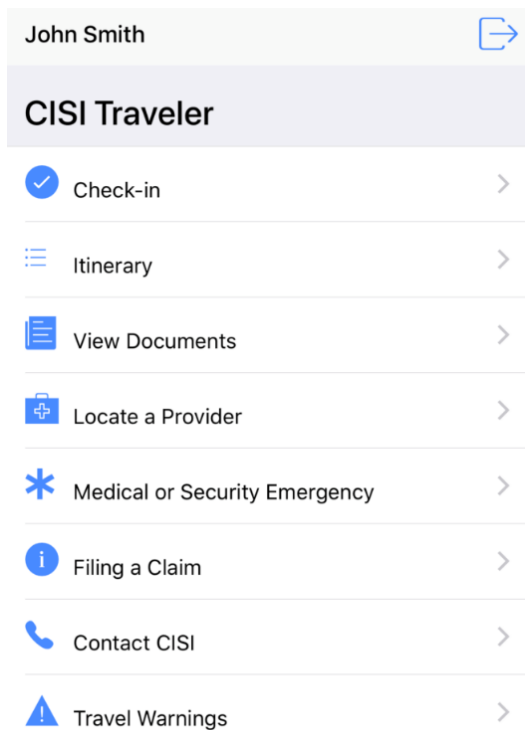 John Smith
CISI Traveler
Check-in
Itinerary
View Documents
Locate a Provider
Medical or Security Emergency
Filing a Claim
Contact CISI
Travel Warnings